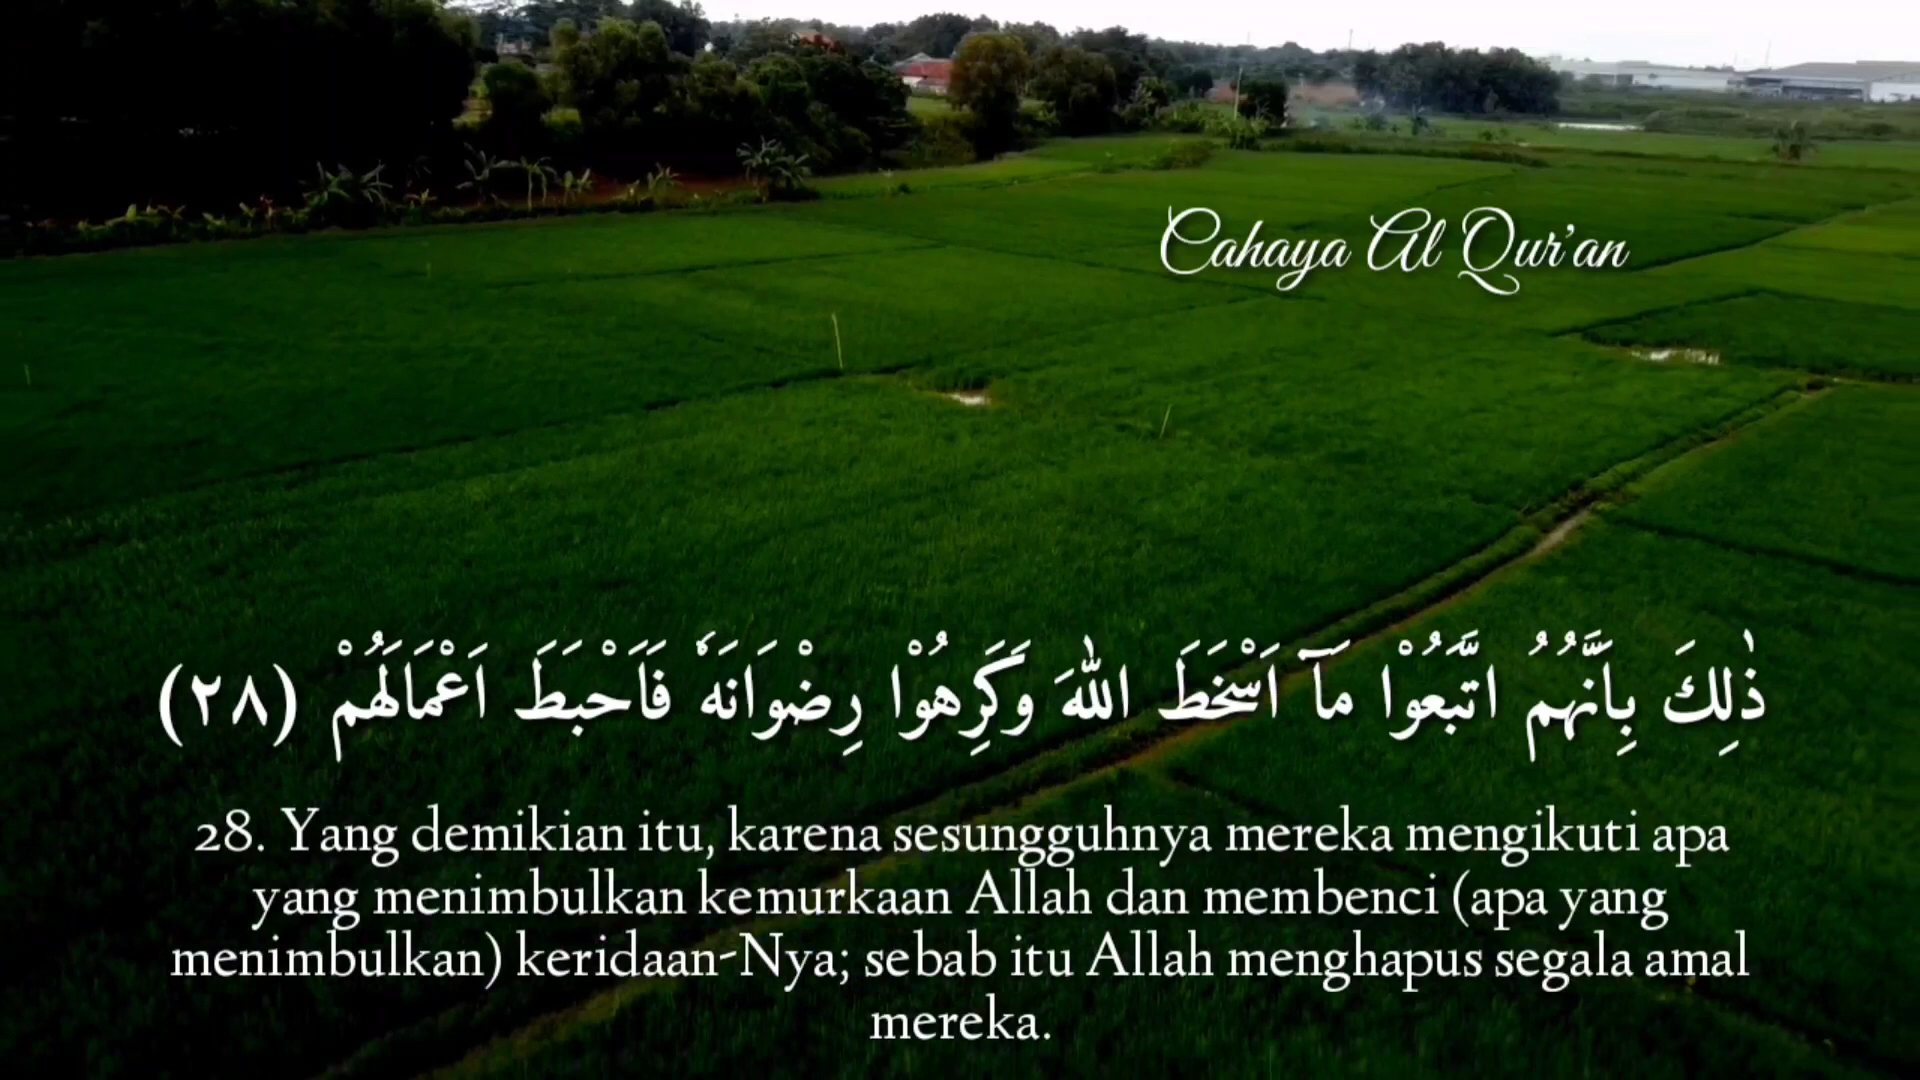 Cahaya Al Qur'an
ذٰلِكَ بِاَنَّهُمُ اتَّبَعُوْا مَآ اَسْخَطَ اللّٰهَ وَكَرِهُوْا رِضْوَانَهٗ فَاَحْبَطَ اَعْمَالَهُمْ (٢٨)
28. Yang demikian itu, karena sesungguhnya mereka mengikuti apa
yang menimbulkan kemurkaan Allah dan membenci (apa yang
menimbulkan) keridaan-Nya; sebab itu Allah menghapus segala amal
mereka.